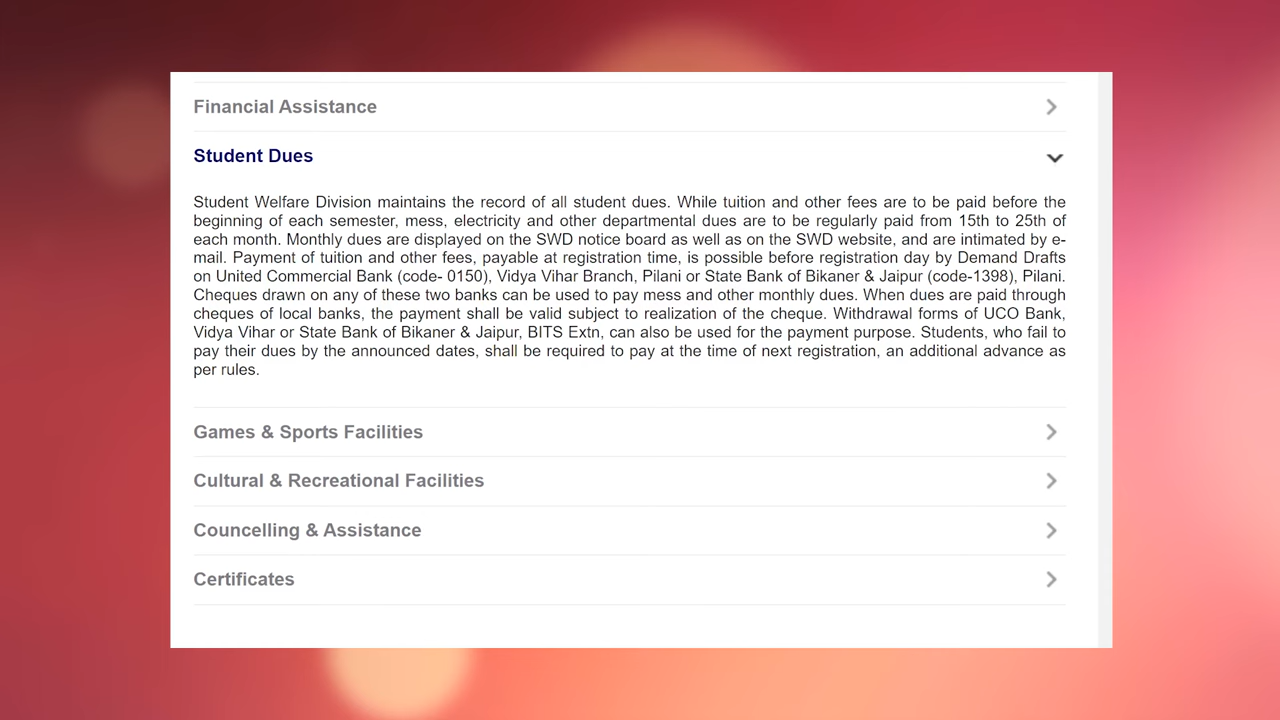 Financial Assistance
Student Dues
Student Welfare Division maintains the record of all student dues. While tuition and other fees are to be paid before the
beginning of each semester, mess, electricity and other departmental dues are to be regularly paid from 15th to 25th of
each month. Monthly dues are displayed on the SWD notice board as well as on the SWD website, and are intimated by e-
mail. Payment of tuition and other fees, payable at registration time, is possible before registration day by Demand Drafts
on United Commercial Bank (code- 0150), Vidya Vihar Branch, Pilani or State Bank of Bikaner & Jaipur (code-1398), Pilani.
Cheques drawn on any of these two banks can be used to pay mess and other monthly dues. When dues are paid through
cheques of local banks, the payment shall be valid subject to realization of the cheque. Withdrawal forms of UCO Bank,
Vidya Vihar or State Bank of Bikaner & Jaipur, BITS Extn, can also be used for the payment purpose. Students, who fail to
pay their dues by the announced dates, shall be required to pay at the time of next registration, an additional advance as
per rules.
Games & Sports Facilities
Cultural & Recreational Facilities
Councelling & Assistance
Certificates